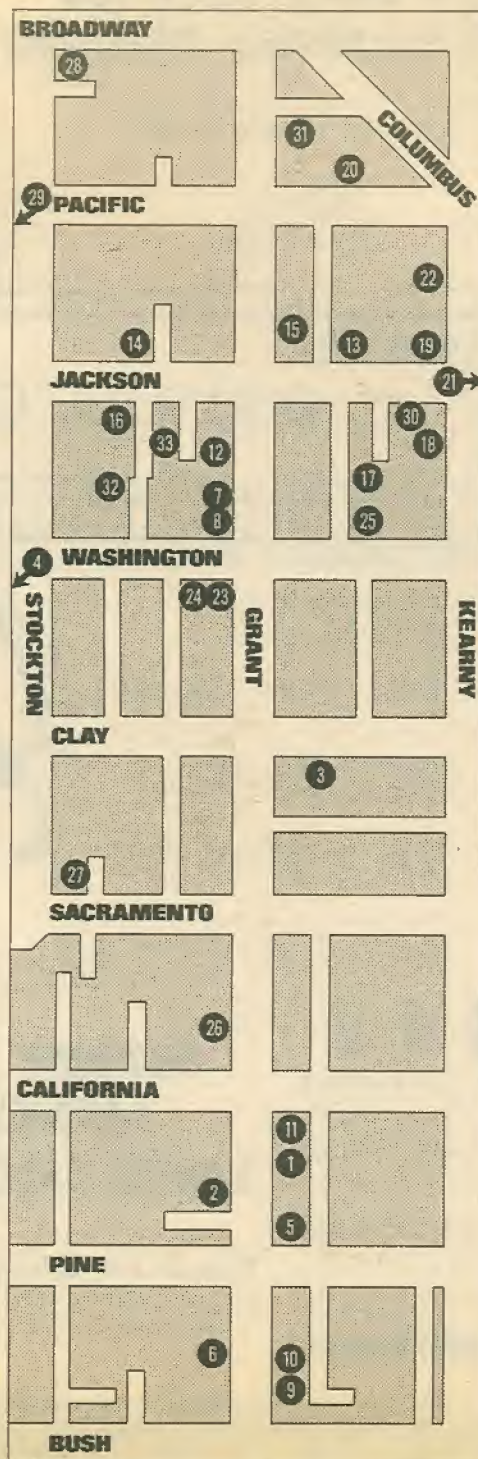 BROADWAY
28
31
COLUMBUS
20
29
PACIFIC
22
14
15
13
19
JACKSON
21
16
33
12
30
18
32
7
17
8
25
WASHINGTON
4
STOCKTON
24
23
GRANT
KEARNY
CLAY
3
27
SACRAMENTO
26
CALIFORNIA
11
1
2
5
PINE
6
10
9
BUSH